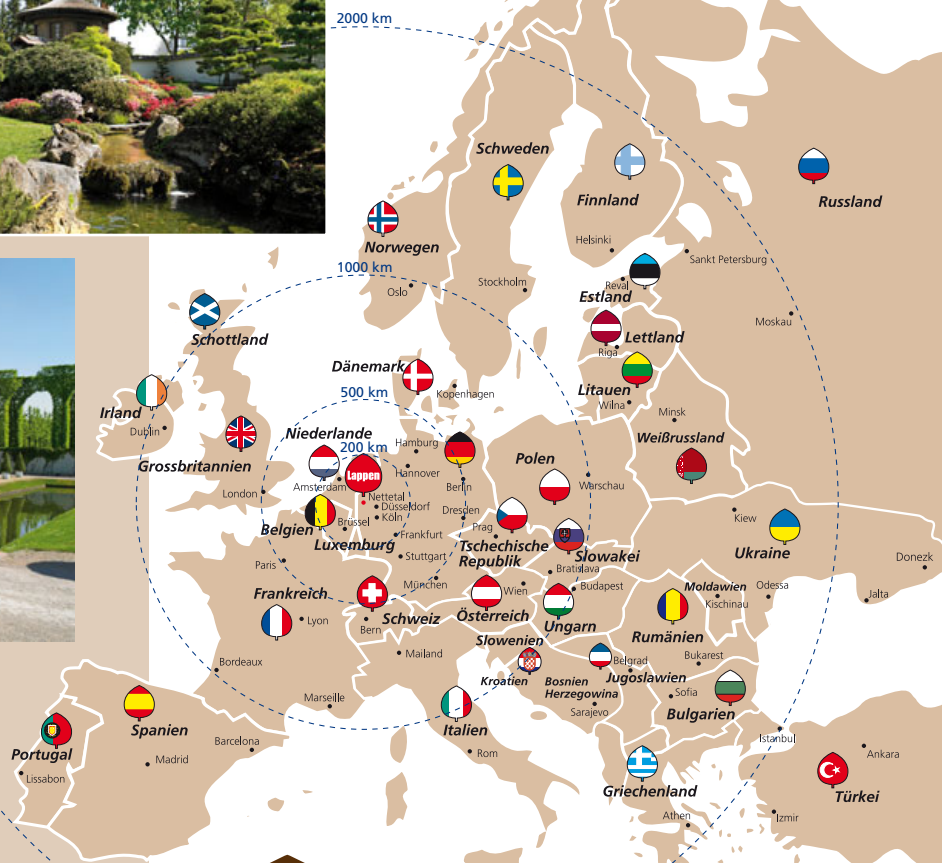 2000 km
Schweden
Finnland
Russland
Norwegen
Helsinki
Sankt Petersburg
1000 km
Oslo
Stockholm
Reval
Estland
Moskau
Schottland
Lettland
Riga
Dänemark
Kopenhagen
Litauen
Wilna
500 km
Irland
Dublin
Minsk
Weißrussland
Niederlande
Hamburg
200 km
Grossbritannien
Lappen
Hannover
Polen
Amsterdam
Berlin
Warschau
London
Nettetal
Düsseldorf
Köln
Dresden
Kiew
Belgien
Brüssel
Luxemburg
Frankfurt
Prag
Tschechische
Republik
Slowakei
Ukraine
Donezk
Paris
Stuttgart
Bratislava
München
Wien
Budapest
Moldawien
Odessa
Kischinau
Jalta
Frankreich
Lyon
Schweiz
Bern
Österreich
Ungarn
Rumänien
Slowenien
Mailand
Bukarest
Bordeaux
Kroatien
Bosnien
Herzegowina
Belgrad
Jugoslawien
Sofia
Sarajevo
Marseille
Bulgarien
Spanien
Italien
Istanbul
Portugal
Barcelona
Madrid
Rom
Ankara
Lissabon
Griechenland
Türkei
Athen
Izmir